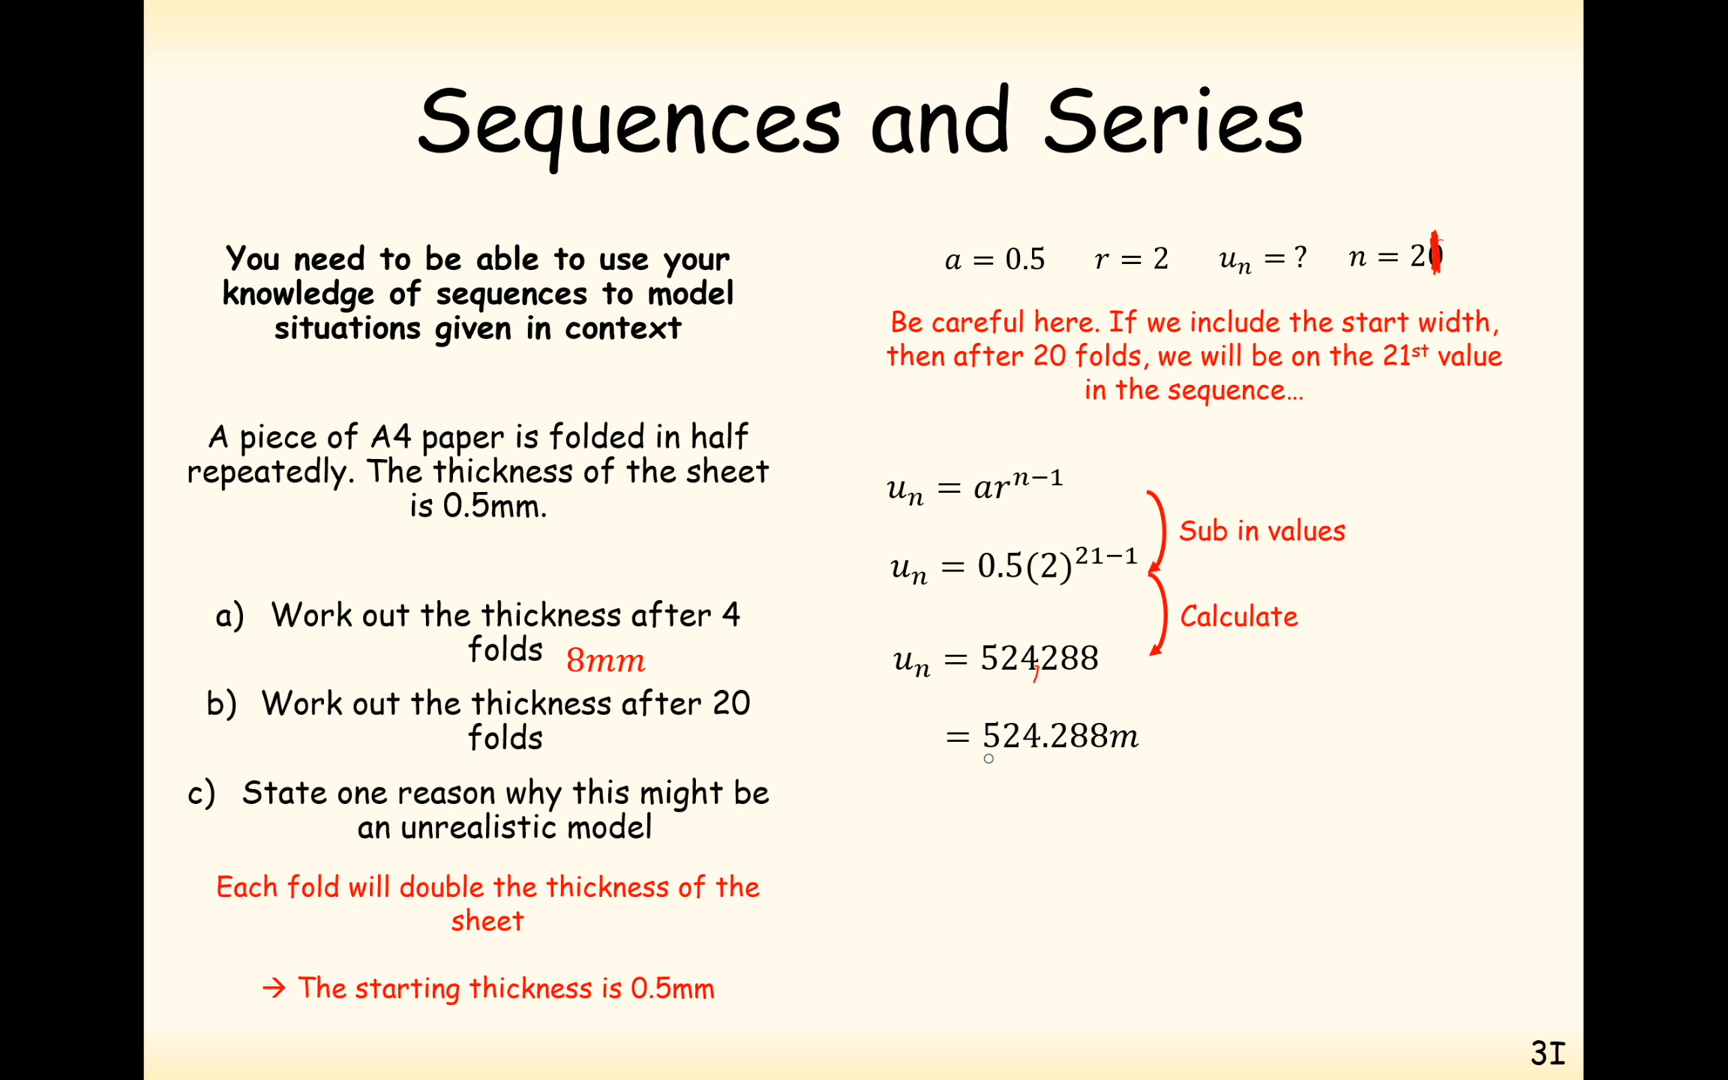 Sequences and Series
You need to be able to use your
knowledge of sequences to model
situations given in context
A piece of A4 paper is folded in half
repeatedly. The thickness of the sheet
is 0.5mm.
a) Work out the thickness after 4
folds 8mm
b) Work out the thickness after 20
folds
c) State one reason why this might be
an unrealistic model
Each fold will double the thickness of the
sheet
→ The starting thickness is 0.5mm
a = 0.5 r = 2 uₙ = ? n = 21
Be careful here. If we include the start width,
then after 20 folds, we will be on the 21ˢᵗ value
in the sequence…
uₙ = arⁿ⁻¹
uₙ = 0.5(2)²¹⁻¹
Sub in values
Calculate
uₙ = 524,288
= 524.288m
3I